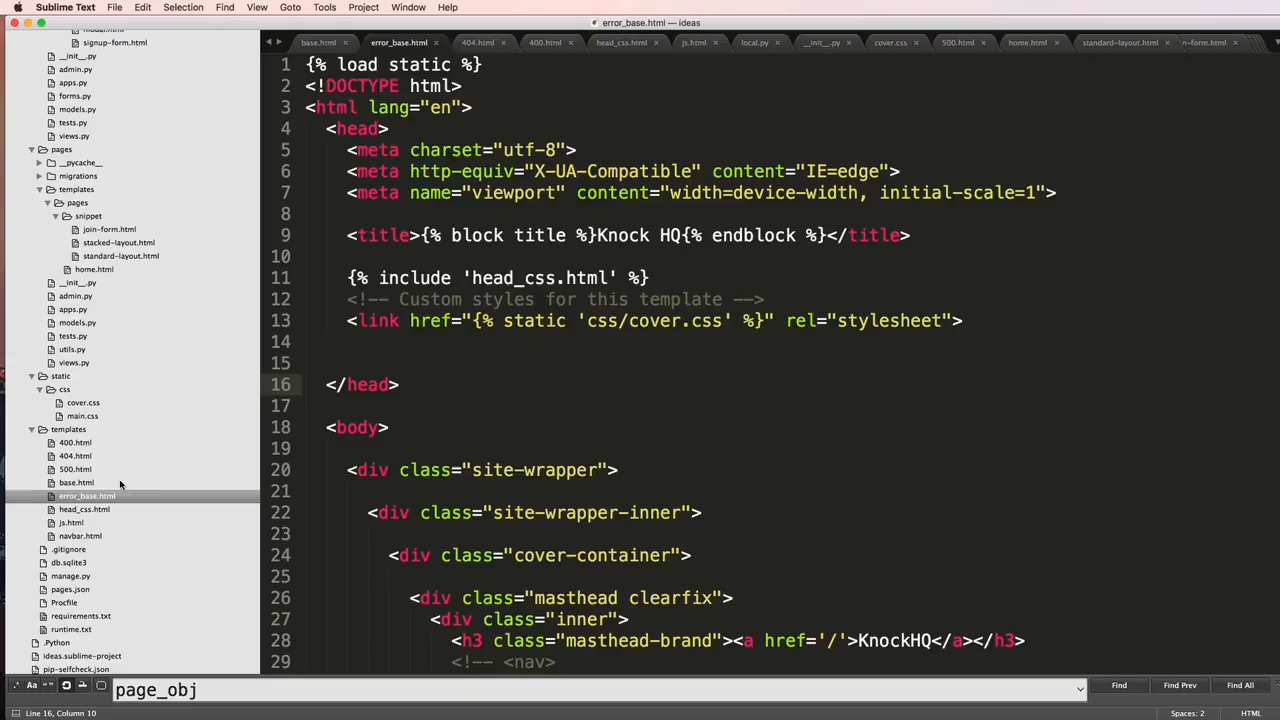 Sublime Text File Edit Selection Find View Goto Tools Project Window Help
error_base.html — ideas
base.html × error_base.html × 404.html × 400.html × head_css.html × js.html × local.py × __init__.py × cover.css × 500.html × home.html × standard-layout.html × n-form.html ×
signup-form.html
__init__.py
admin.py
apps.py
forms.py
models.py
tests.py
views.py
pages
__pycache__
migrations
templates
pages
snippet
join-form.html
stacked-layout.html
standard-layout.html
home.html
__init__.py
admin.py
apps.py
models.py
tests.py
utils.py
views.py
static
css
cover.css
main.css
templates
400.html
404.html
500.html
base.html
error_base.html
head_css.html
js.html
navbar.html
.gitignore
db.sqlite3
manage.py
pages.json
Procfile
requirements.txt
runtime.txt
.Python
ideas.sublime-project
pip-selfcheck.json
1 {% load static %}
2 <!DOCTYPE html>
3 <html lang="en">
4 <head>
5 <meta charset="utf-8">
6 <meta http-equiv="X-UA-Compatible" content="IE=edge">
7 <meta name="viewport" content="width=device-width, initial-scale=1">
8
9 <title>{% block title %}Knock HQ{% endblock %}</title>
10
11 {% include 'head_css.html' %}
12 <!-- Custom styles for this template -->
13 <link href="{% static 'css/cover.css' %}" rel="stylesheet">
14
15
16 </head>
17
18 <body>
19
20 <div class="site-wrapper">
21
22 <div class="site-wrapper-inner">
23
24 <div class="cover-container">
25
26 <div class="masthead clearfix">
27 <div class="inner">
28 <h3 class="masthead-brand"><a href='/'>KnockHQ</a></h3>
29 <!-- <nav>
.* Aa “” page_obj Find Find Prev Find All
Line 16, Column 10 Spaces: 2 HTML